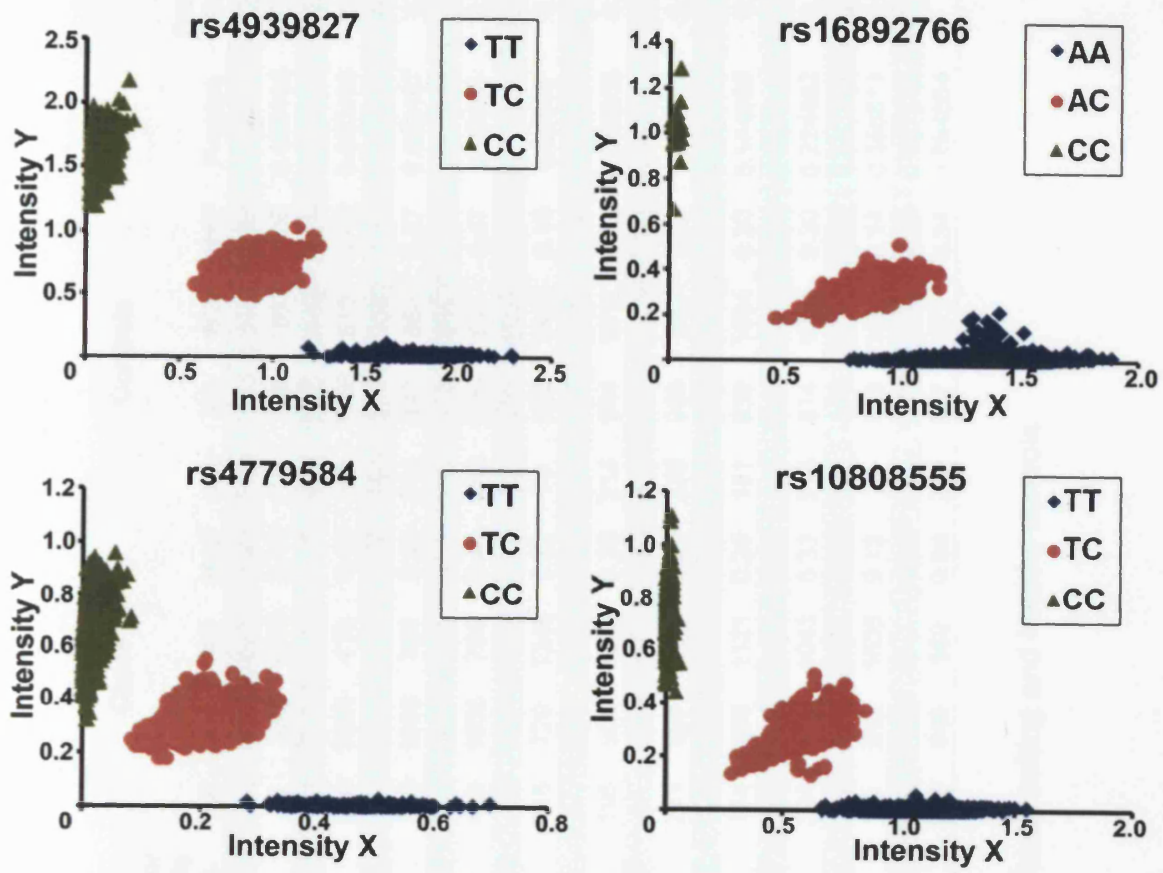 rs4939827
2.5
2.0
1.5
1.0
0.5
0
0.5
1.0
1.5
2.0
2.5
Intensity Y
Intensity X
TT
TC
CC
rs16892766
1.4
1.2
1.0
0.8
0.6
0.4
0.2
0
0.5
1.0
1.5
2.0
Intensity Y
Intensity X
AA
AC
CC
rs4779584
1.2
1.0
0.8
0.6
0.4
0.2
0
0.2
0.4
0.6
0.8
Intensity Y
Intensity X
TT
TC
CC
rs10808555
1.2
1.0
0.8
0.6
0.4
0.2
0
0.5
1.0
1.5
2.0
Intensity Y
Intensity X
TT
TC
CC